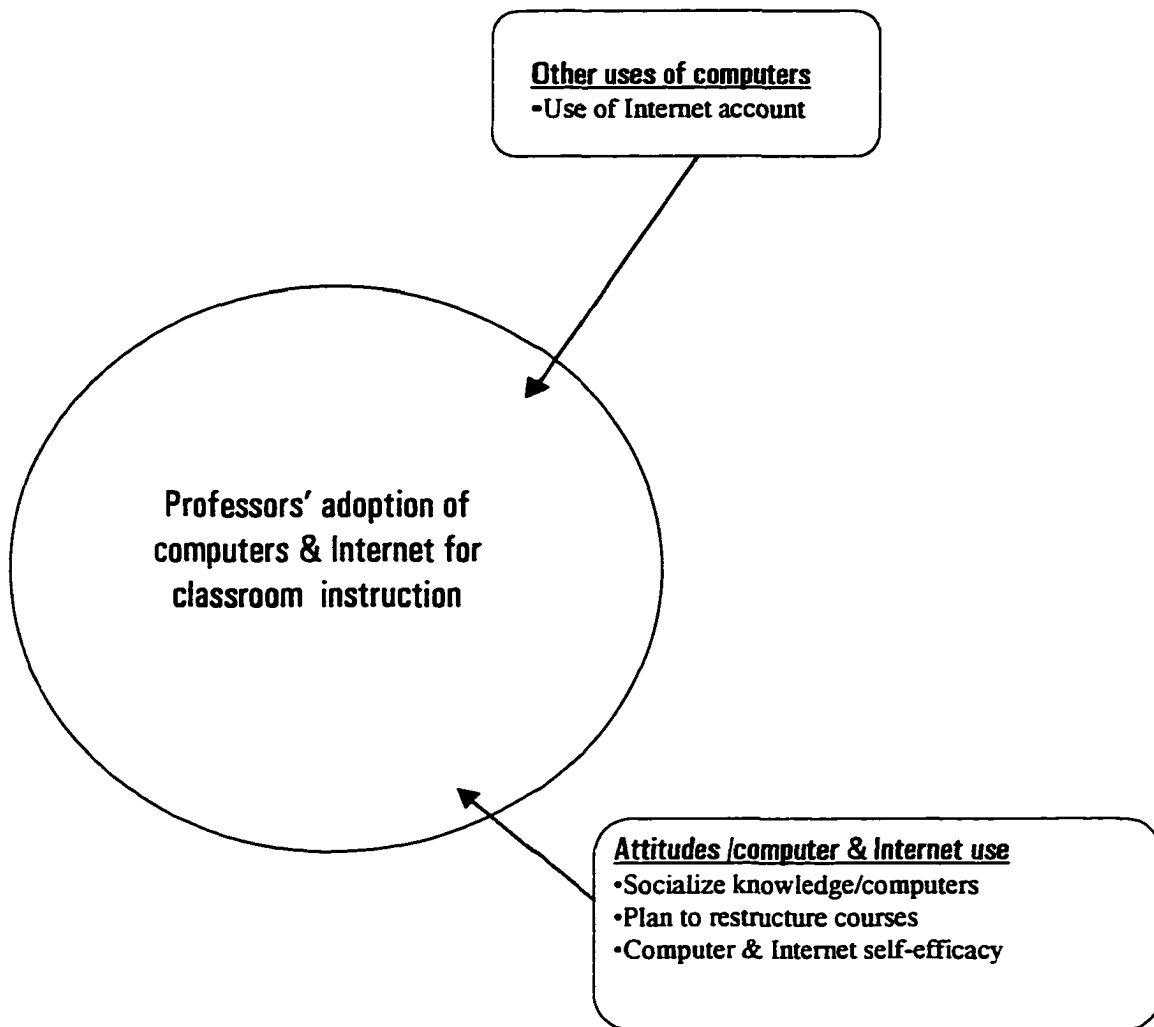 Other uses of computers
•Use of Internet account
Professors' adoption of
computers & Internet for
classroom instruction
Attitudes /computer & Internet use
•Socialize knowledge/computers
•Plan to restructure courses
•Computer & Internet self-efficacy